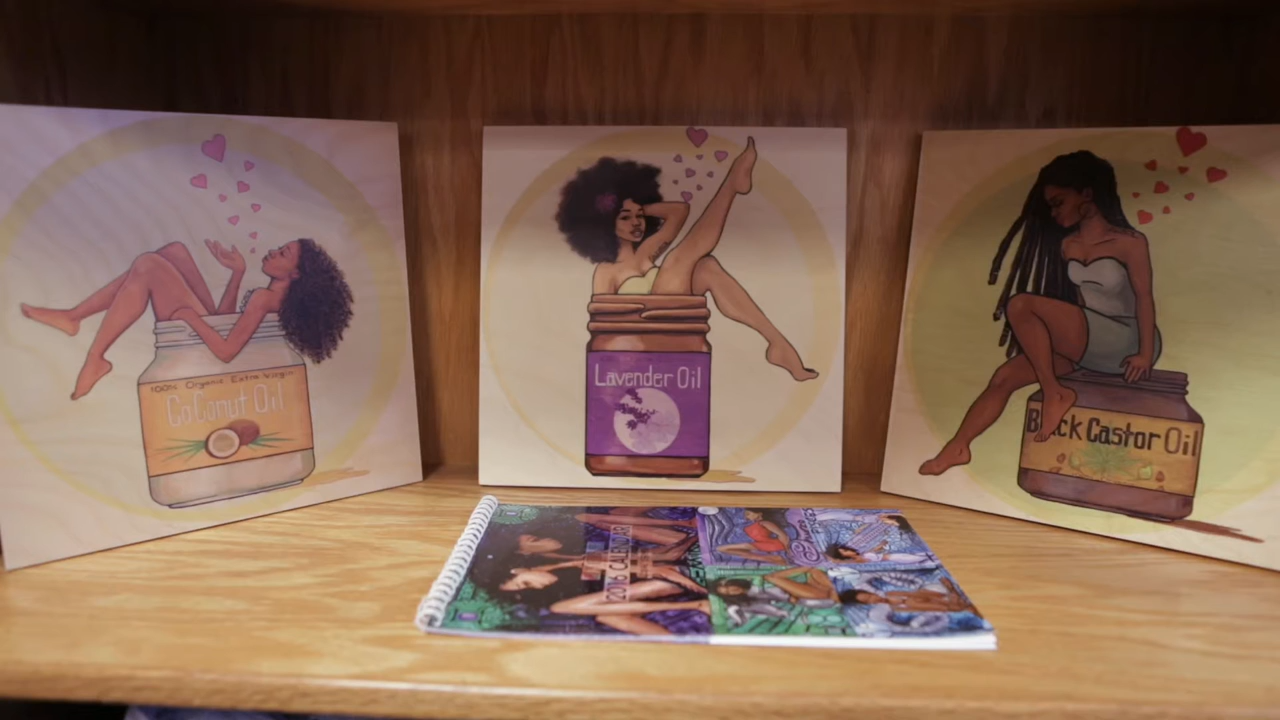 100% Organic Extra Virgin
CoConut Oil
Lavender Oil
Black Castor Oil
2016 CALENDAR